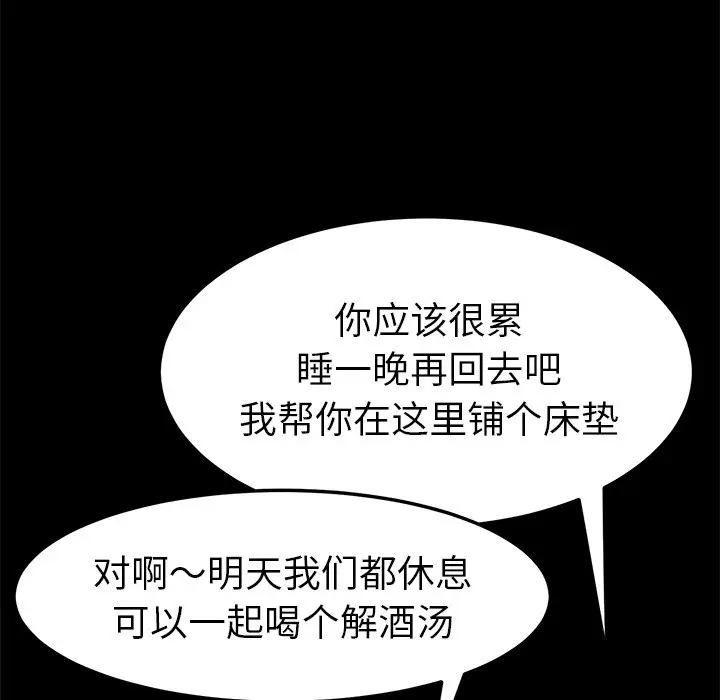 你应该很累
睡一晚再回去吧
我帮你在这里铺个床垫
对啊～明天我们都休息
可以一起喝个解酒汤